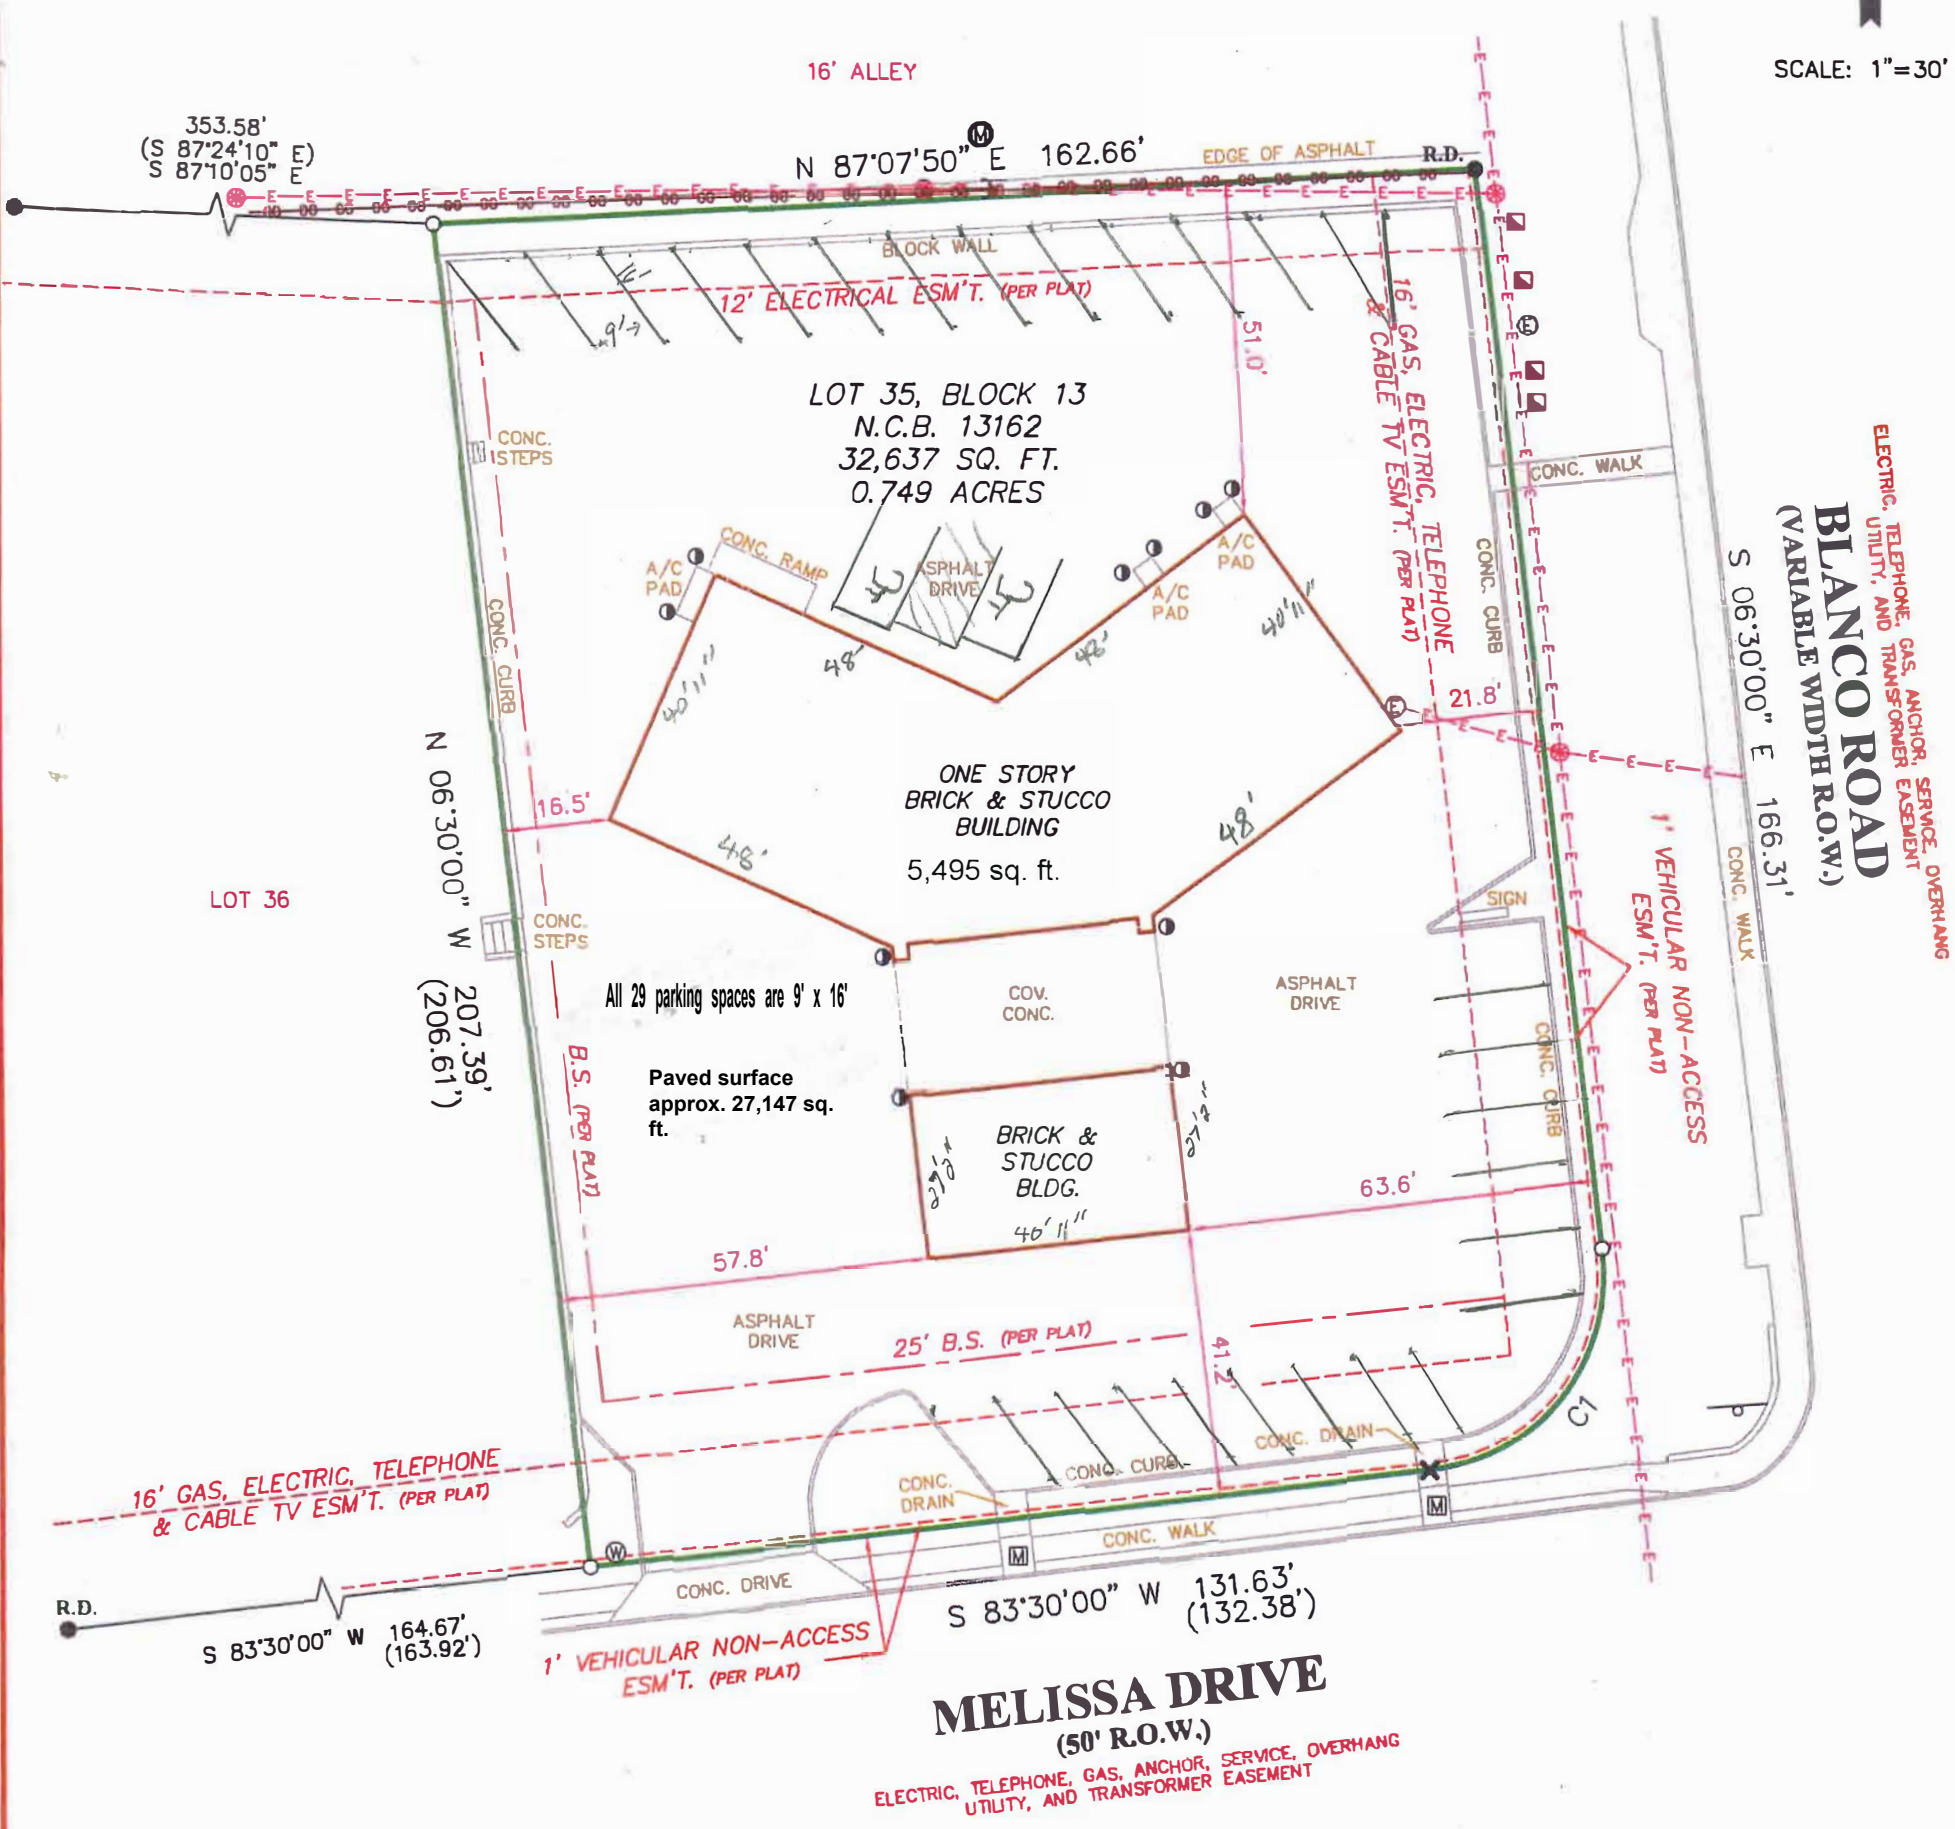 16' ALLEY
SCALE: 1"=30'
353.58'
(S 87°24'10" E)
S 87°10'05" E
M
N 87°07'50" E 162.66'
EDGE OF ASPHALT
R.D.
BLOCK WALL
16'
9'
12' ELECTRICAL ESM'T. (PER PLAT)
51.0'
16' GAS, ELECTRIC, TELEPHONE
& CABLE TV ESM'T. (PER PLAT)
LOT 35, BLOCK 13
N.C.B. 13162
32,637 SQ. FT.
0.749 ACRES
CONC.
STEPS
CONC. WALK
CONC. RAMP
A/C
PAD
ASPHALT
DRIVE
A/C
PAD
A/C
PAD
CONC. CURB
CONC. CURB
40'11"
48'
48'
40'11"
E
21.8'
ELECTRIC, TELEPHONE, GAS, ANCHOR, SERVICE, OVERHANG
UTILITY, AND TRANSFORMER EASEMENT
BLANCO ROAD
(VARIABLE WIDTH R.O.W.)
S 06°30'00" E 166.31'
CONC. WALK
N 06°30'00" W 207.39'
(206.61')
16.5'
ONE STORY
BRICK & STUCCO
BUILDING
5,495 sq. ft.
48'
48'
LOT 36
SIGN
1' VEHICULAR NON-ACCESS
ESM'T. (PER PLAT)
CONC.
STEPS
All 29 parking spaces are 9' x 16'
COV.
CONC.
ASPHALT
DRIVE
CONC. CURB
B.S. (PER PLAT)
Paved surface
approx. 27,147 sq.
ft.
BRICK &
STUCCO
BLDG.
27'2"
27'2"
40'11"
63.6'
57.8'
ASPHALT
DRIVE
25' B.S. (PER PLAT)
41.2'
CONC. DRAIN
CONC. CURB
CONC.
DRAIN
16' GAS, ELECTRIC, TELEPHONE
& CABLE TV ESM'T. (PER PLAT)
W
M
M
CONC. WALK
CONC. DRIVE
R.D.
S 83°30'00" W 164.67'
(163.92')
S 83°30'00" W 131.63'
(132.38')
1' VEHICULAR NON-ACCESS
ESM'T. (PER PLAT)
MELISSA DRIVE
(50' R.O.W.)
ELECTRIC, TELEPHONE, GAS, ANCHOR, SERVICE, OVERHANG
UTILITY, AND TRANSFORMER EASEMENT